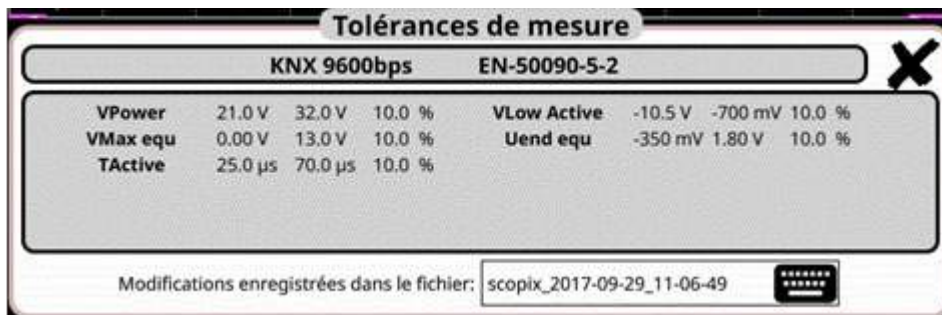 Tolérances de mesure
KNX 9600bps EN-50090-5-2
VPower 21.0 V 32.0 V 10.0 % VLow Active -10.5 V -700 mV 10.0 %
VMax equ 0.00 V 13.0 V 10.0 % Uend equ -350 mV 1.80 V 10.0 %
TActive 25.0 µs 70.0 µs 10.0 %
Modifications enregistrées dans le fichier: scopix_2017-09-29_11-06-49